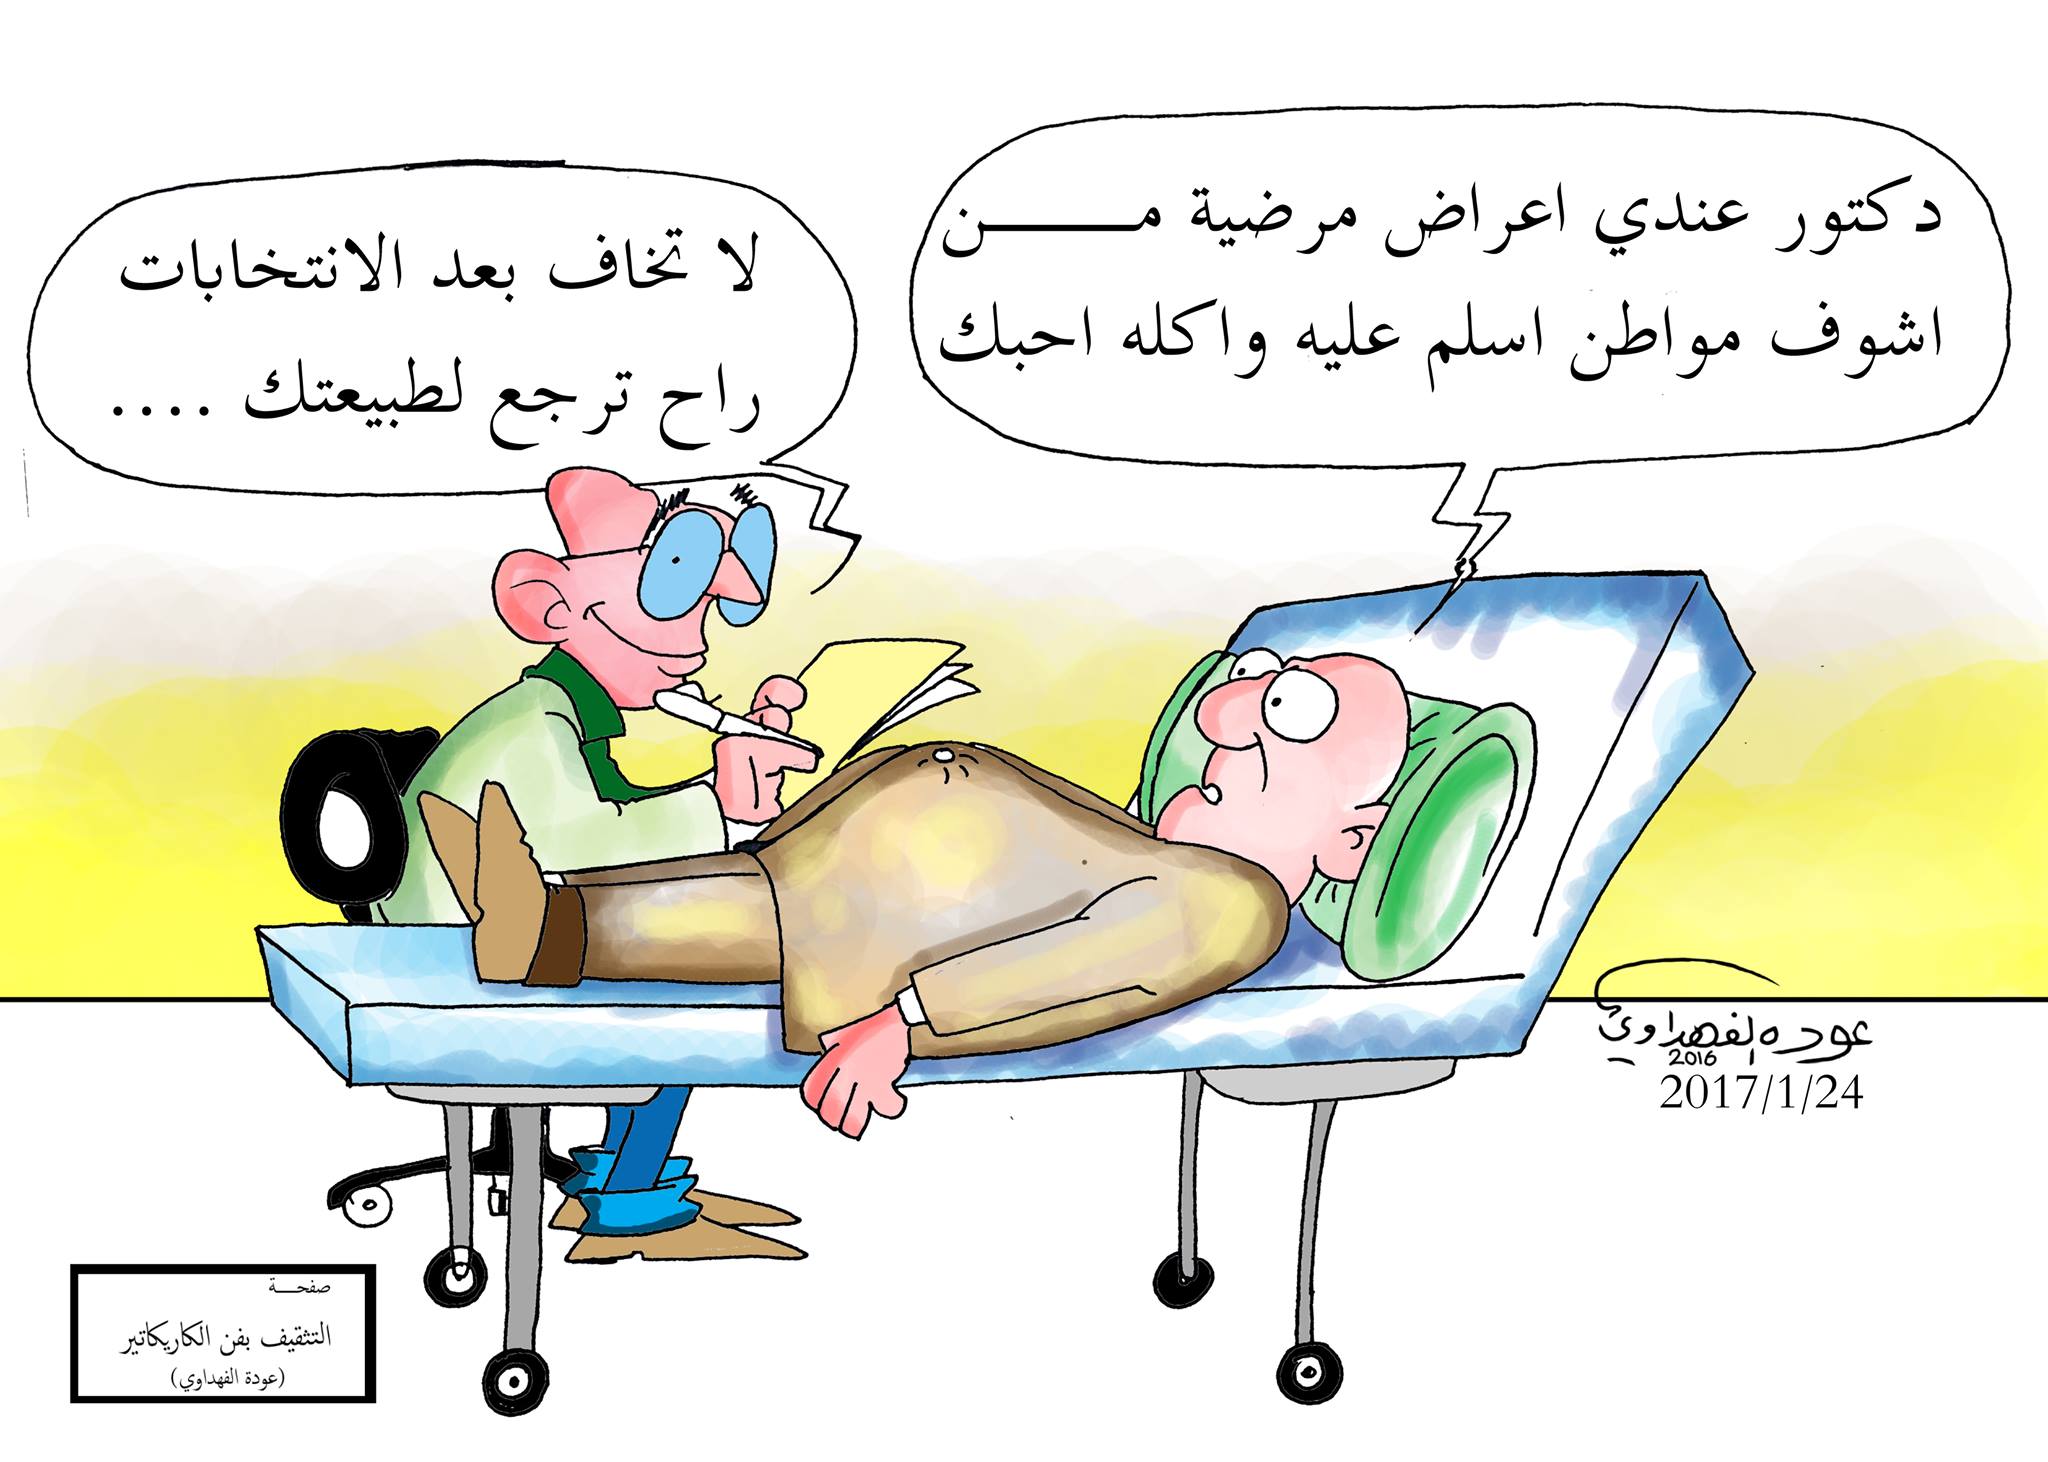 دكتور عندي اعراض مرضية مـــــن
اشوف مواطن اسلم عليه واكله احبك
لا تخاف بعد الانتخابات
راح ترجع لطبيعتك ....
عوده الفهداوي
2016
2017/1/24
صفحـــة
التثقيف بفن الكاريكاتير
(عودة الفهداوي)